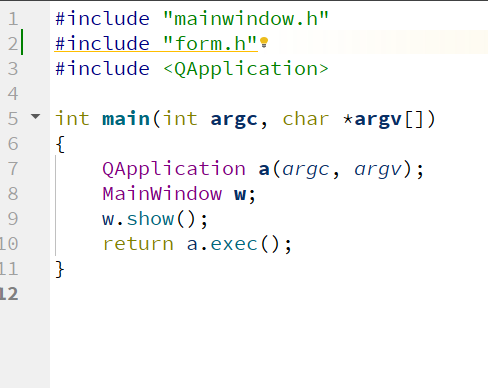 1 #include "mainwindow.h"
2 #include "form.h"
3 #include <QApplication>
4
5 int main(int argc, char *argv[])
6 {
7     QApplication a(argc, argv);
8     MainWindow w;
9     w.show();
10     return a.exec();
11 }
12